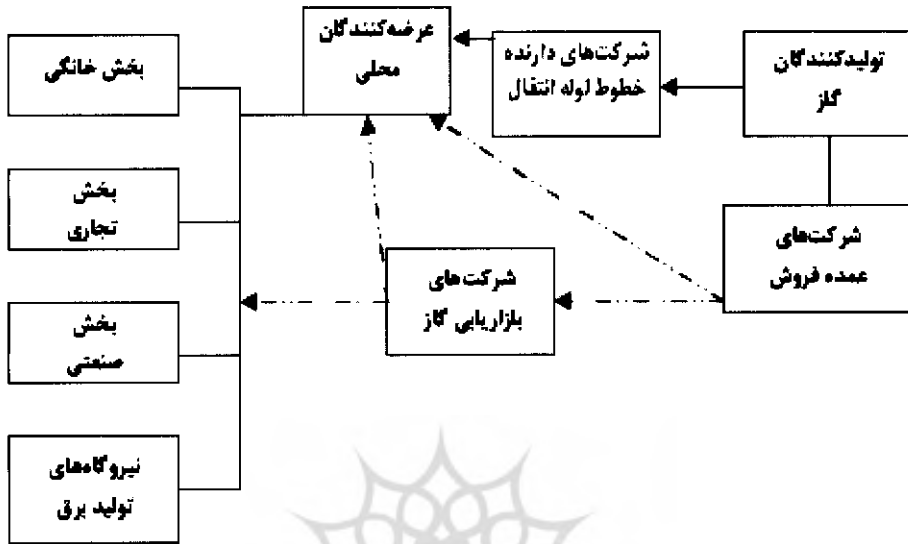 تولیدکنندگان
گاز
شرکت‌های دارنده
خطوط لوله انتقال
عرضه‌کنندگان
محلی
بخش خانگی
بخش
تجاری
شرکت‌های
عمده فروش
شرکت‌های
بازاریابی گاز
بخش
صنعتی
نیروگاه‌های
تولید برق